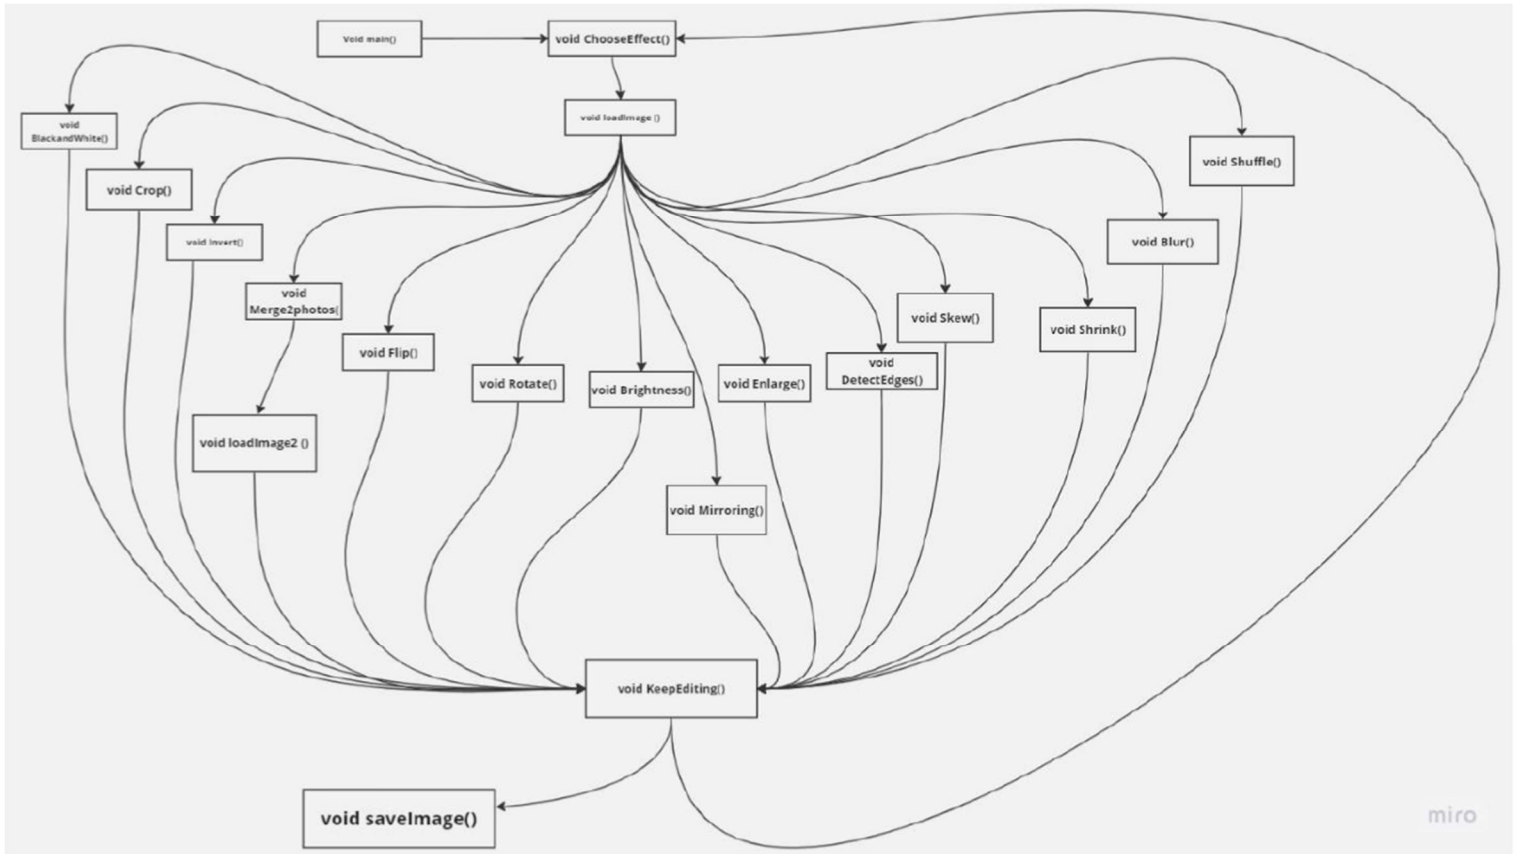 Void main()
void ChooseEffect()
void loadImage ()
void
BlackandWhite()
void Crop()
void Invert()
void
Merge2photos(
void loadImage2 ()
void Flip()
void Rotate()
void Brightness()
void Mirroring()
void Enlarge()
void
DetectEdges()
void Skew()
void Shrink()
void Blur()
void Shuffle()
void KeepEditing()
void saveImage()
miro